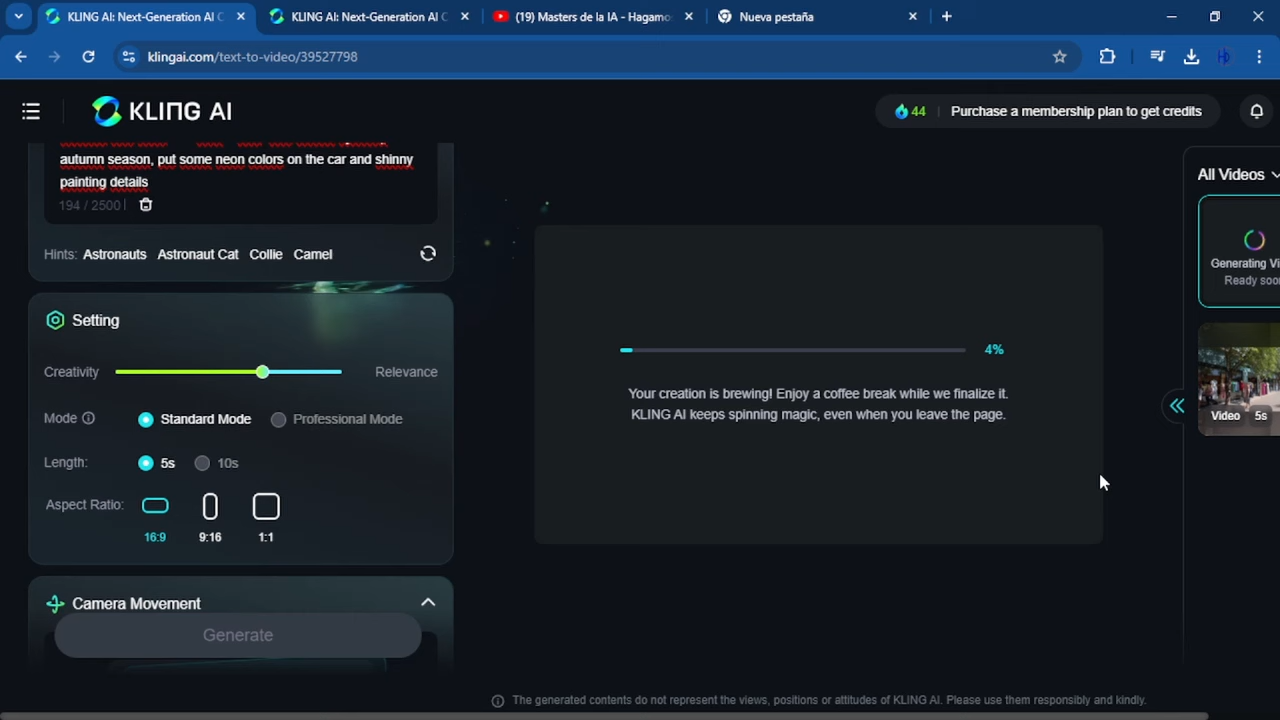 KLING AI: Next-Generation AI C
KLING AI: Next-Generation AI C
(19) Masters de la IA - Hagamo
Nueva pestaña
klingai.com/text-to-video/39527798
KLING AI
44
Purchase a membership plan to get credits
autumn season, put some neon colors on the car and shinny
painting details
194 / 2500
Hints: Astronauts Astronaut Cat Collie Camel
Setting
Creativity
Relevance
Mode
Standard Mode
Professional Mode
Length:
5s
10s
Aspect Ratio:
16:9
9:16
1:1
Camera Movement
Generate
4%
Your creation is brewing! Enjoy a coffee break while we finalize it.
KLING AI keeps spinning magic, even when you leave the page.
All Videos
Generating Vi
Ready soon
Video 5s
The generated contents do not represent the views, positions or attitudes of KLING AI. Please use them responsibly and kindly.